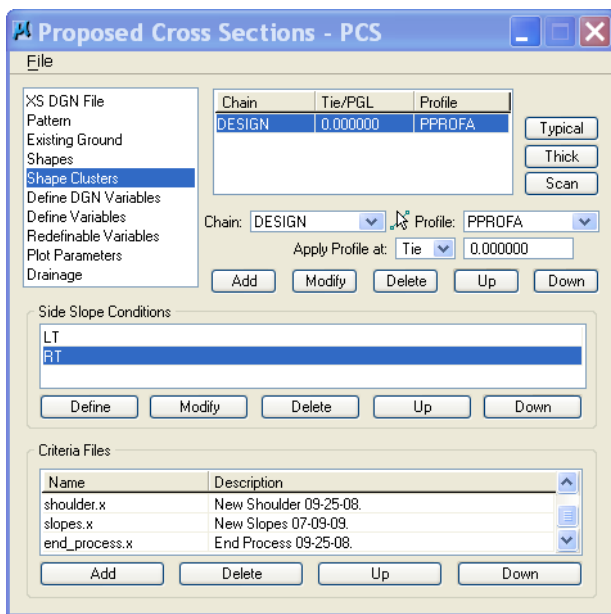 Proposed Cross Sections - PCS
File
XS DGN File
Pattern
Existing Ground
Shapes
Shape Clusters
Define DGN Variables
Define Variables
Redefinable Variables
Plot Parameters
Drainage
Chain Tie/PGL Profile
DESIGN 0.000000 PPROFA
Typical
Thick
Scan
Chain: DESIGN Profile: PPROFA
Apply Profile at: Tie 0.000000
Add Modify Delete Up Down
Side Slope Conditions
LT
RT
Define Modify Delete Up Down
Criteria Files
Name Description
shoulder.x New Shoulder 09-25-08.
slopes.x New Slopes 07-09-09.
end_process.x End Process 09-25-08.
Add Delete Up Down